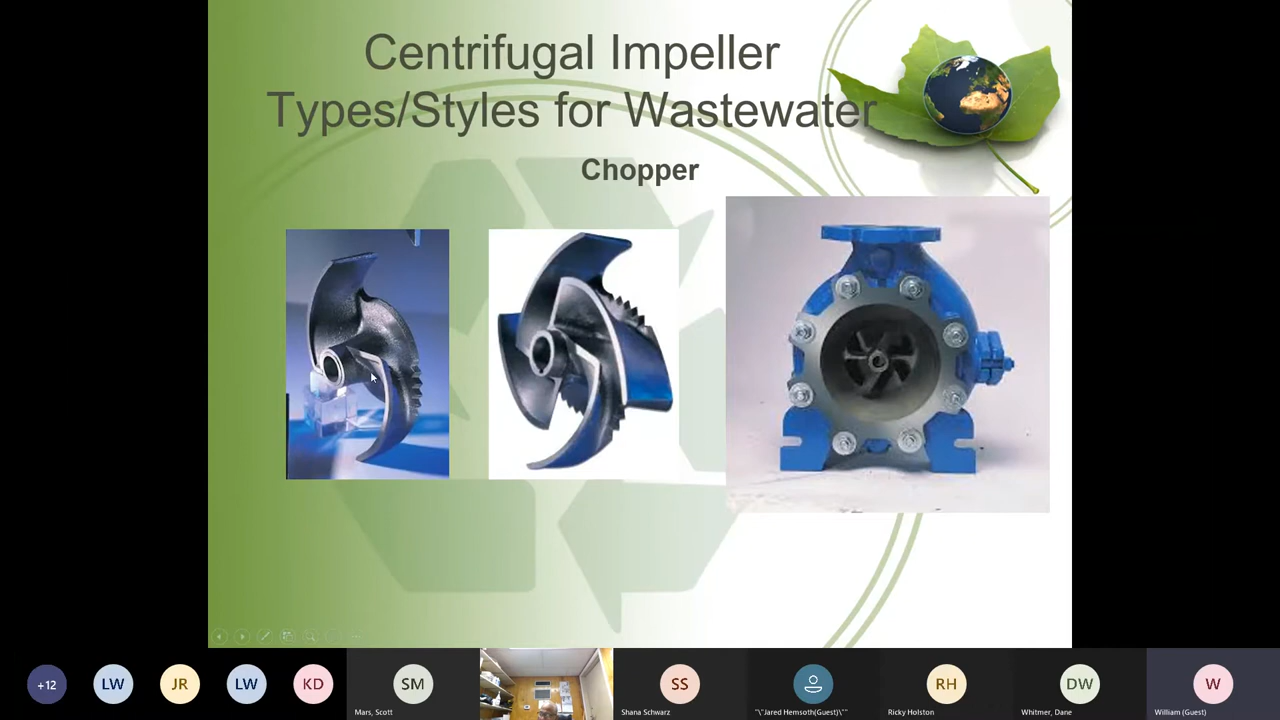 Centrifugal Impeller
Types/Styles for Wastewater
Chopper
+12
LW
JR
LW
KD
SM
SS
RH
DW
W
Mars, Scott
Shana Schwarz
"\"Jared Hemsoth(Guest)\""
Ricky Holston
Whitmer, Dane
William (Guest)